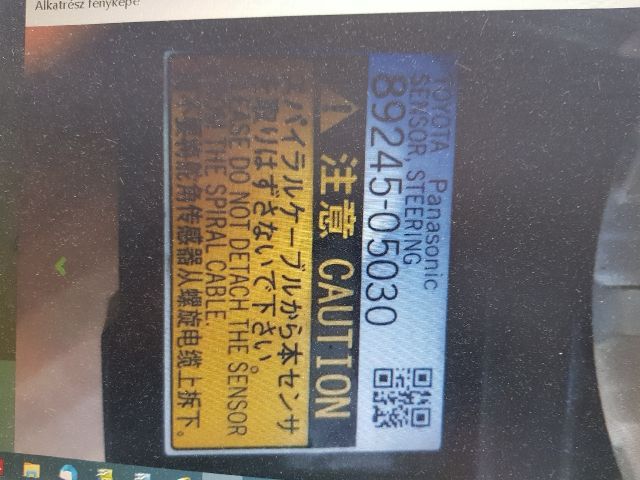 Alkatrész fényképe
TOYOTA Panasonic
SENSOR, STEERING
89245-05030
注意 CAUTION
スパイラルケーブルから本センサ
を取りはずさないで下さい。
PLEASE DO NOT DETACH THE SENSOR
THE SPIRAL CABLE.
不要将舵角传感器从螺旋电缆上拆下。